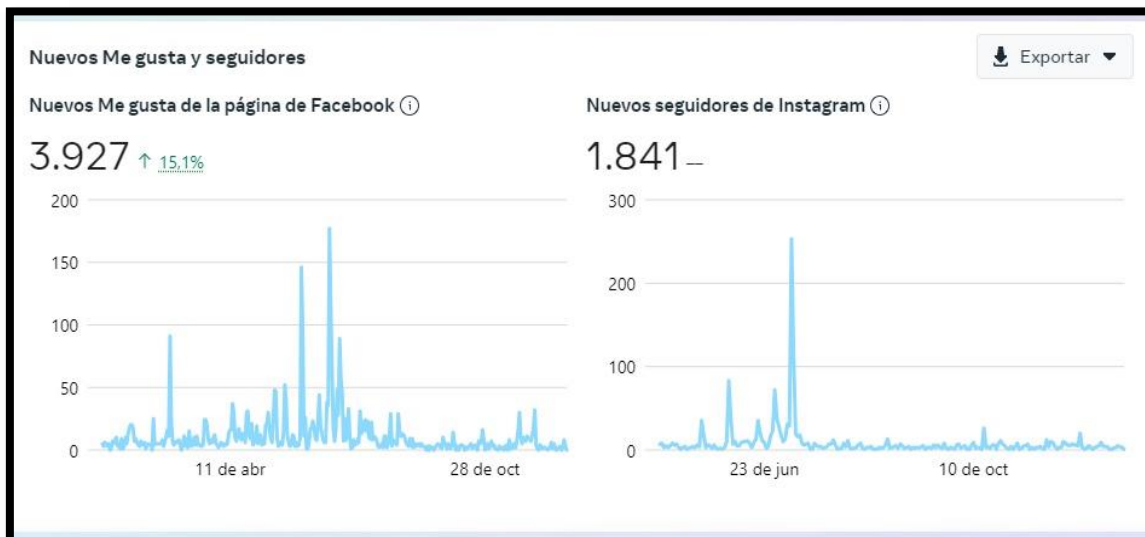 Nuevos Me gusta y seguidores
Exportar
Nuevos Me gusta de la página de Facebook
3.927 ↑ 15,1%
200
150
100
50
0
11 de abr
28 de oct
Nuevos seguidores de Instagram
1.841 --
300
200
100
0
23 de jun
10 de oct